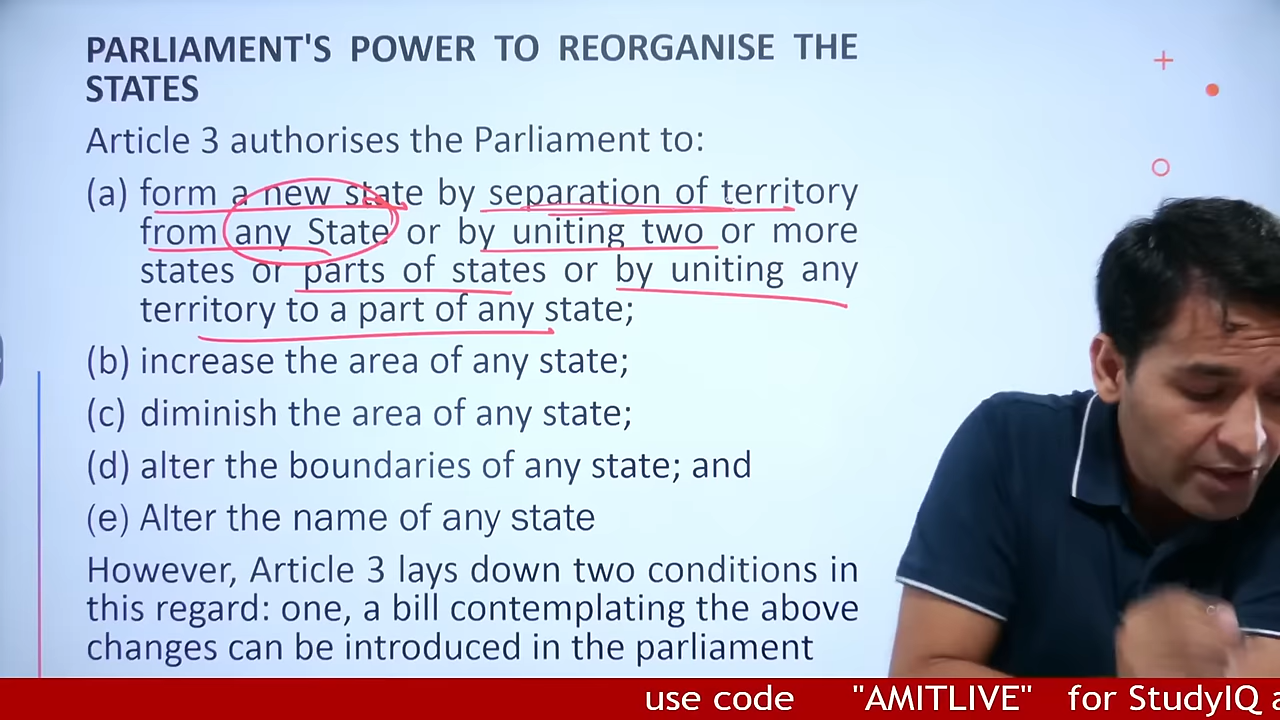 PARLIAMENT'S POWER TO REORGANISE THE
STATES
Article 3 authorises the Parliament to:
(a) form a new state by separation of territory
from any State or by uniting two or more
states or parts of states or by uniting any
territory to a part of any state;
(b) increase the area of any state;
(c) diminish the area of any state;
(d) alter the boundaries of any state; and
(e) Alter the name of any state
However, Article 3 lays down two conditions in
this regard: one, a bill contemplating the above
changes can be introduced in the parliament
use code "AMITLIVE" for StudyIQ a